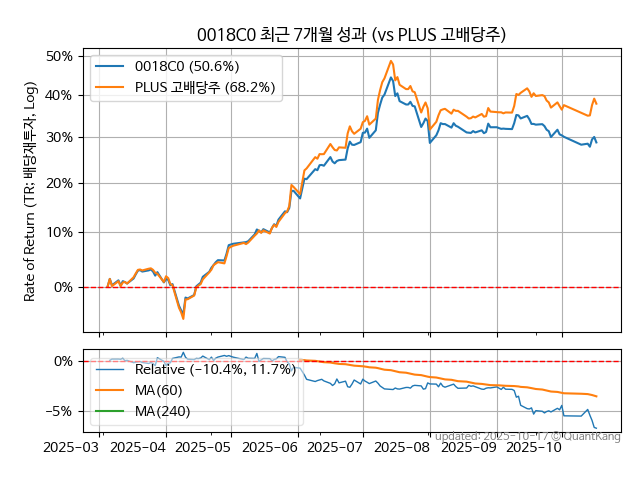 0018C0 최근 7개월 성과 (vs PLUS 고배당주)
Rate of Return (TR: 배당재투자, Log)
50%
40%
30%
20%
10%
0%
0018C0 (50.6%)
PLUS 고배당주 (68.2%)
0%
−5%
Relative (−10.4%, 11.7%)
MA(60)
MA(240)
2025-03
2025-04
2025-05
2025-06
2025-07
2025-08
2025-09
2025-10
updated: 2025-10-17 © QuantKang